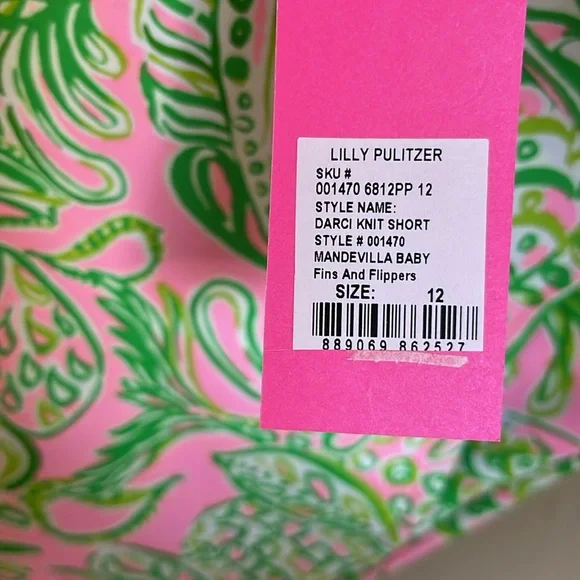 LILLY PULITZER
SKU #
001470 6812PP 12
STYLE NAME:
DARCI KNIT SHORT
STYLE # 001470
MANDEVILLA BABY
Fins And Flippers
SIZE: 12
889069 862527